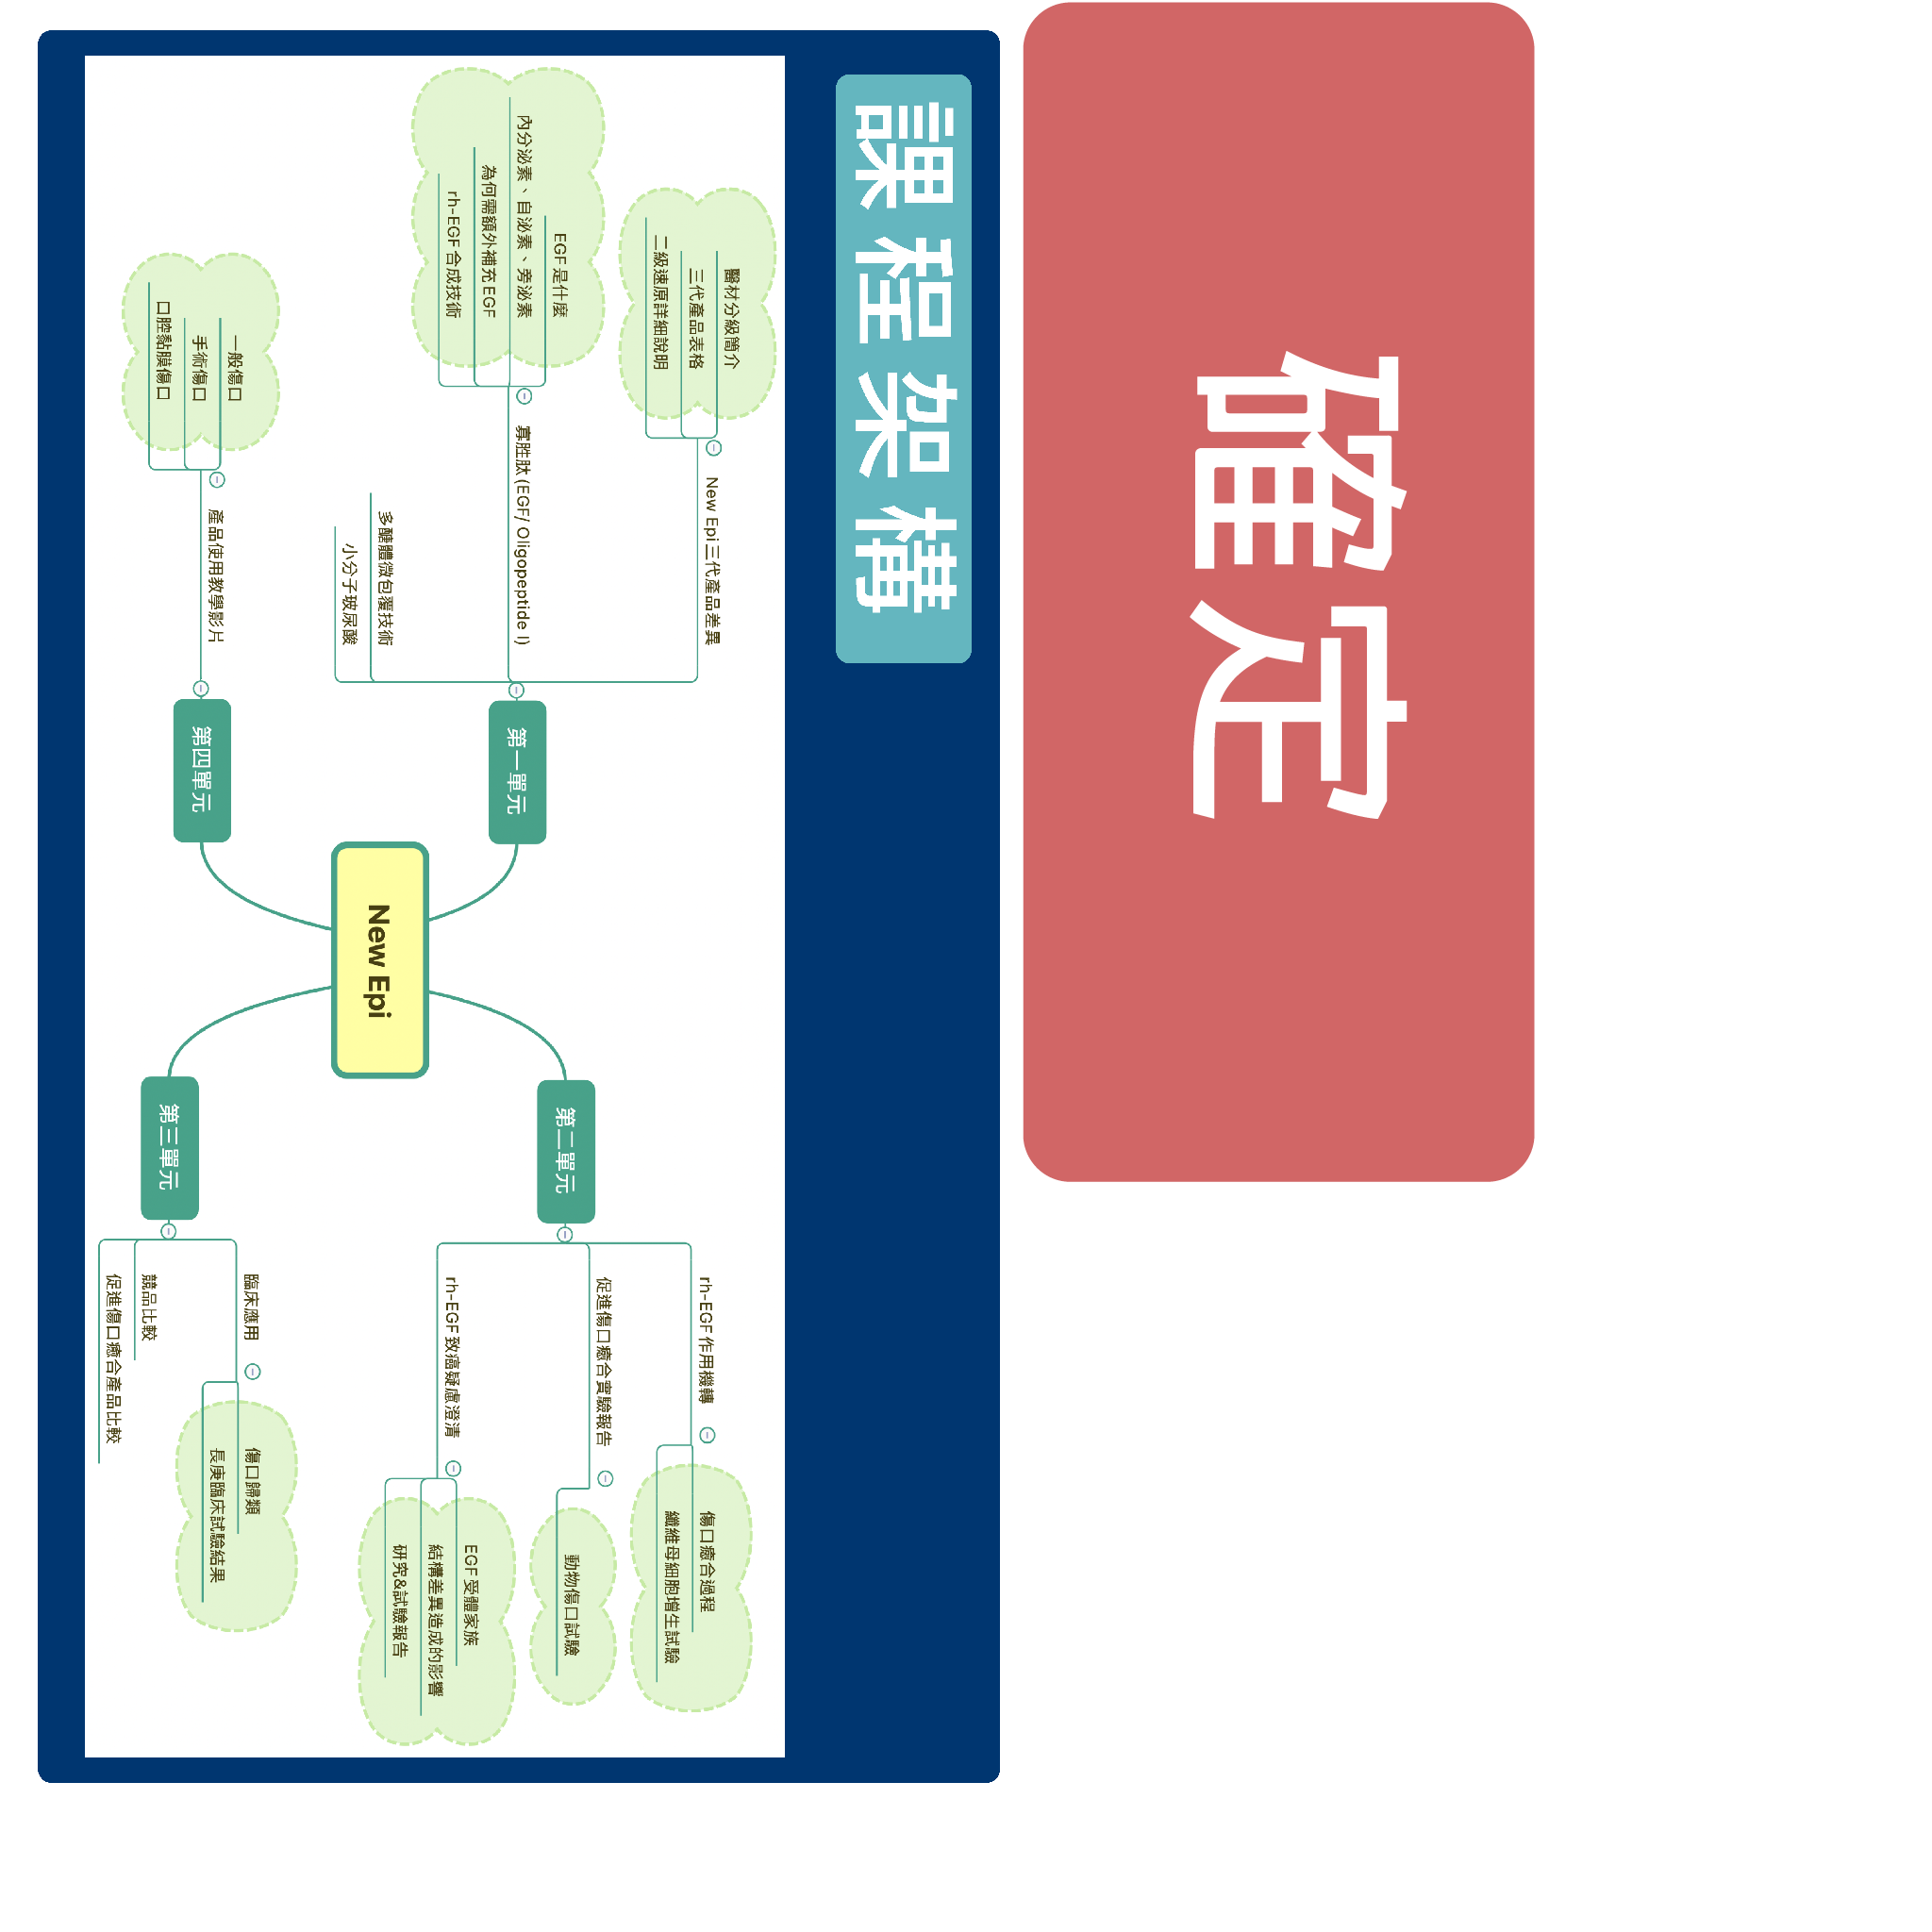 確定
課程架構
New Epi
第一單元
New Epi三代產品差異
醫材分級簡介
三代產品表格
二級速原詳細說明
寡胜肽 (EGF/ Oligopeptide I)
EGF是什麼
內分泌素、自泌素、旁泌素
為何需額外補充EGF
rh-EGF合成技術
多醣體微包覆技術
小分子玻尿酸
第二單元
rh-EGF作用機轉
傷口癒合過程
纖維母細胞增生試驗
促進傷口癒合實驗報告
動物傷口試驗
rh-EGF致癌疑慮澄清
EGF受體家族
結構差異造成的影響
研究&試驗報告
第三單元
臨床應用
傷口歸類
長庚臨床試驗結果
競品比較
促進傷口癒合產品比較
第四單元
產品使用教學影片
一般傷口
手術傷口
口腔黏膜傷口